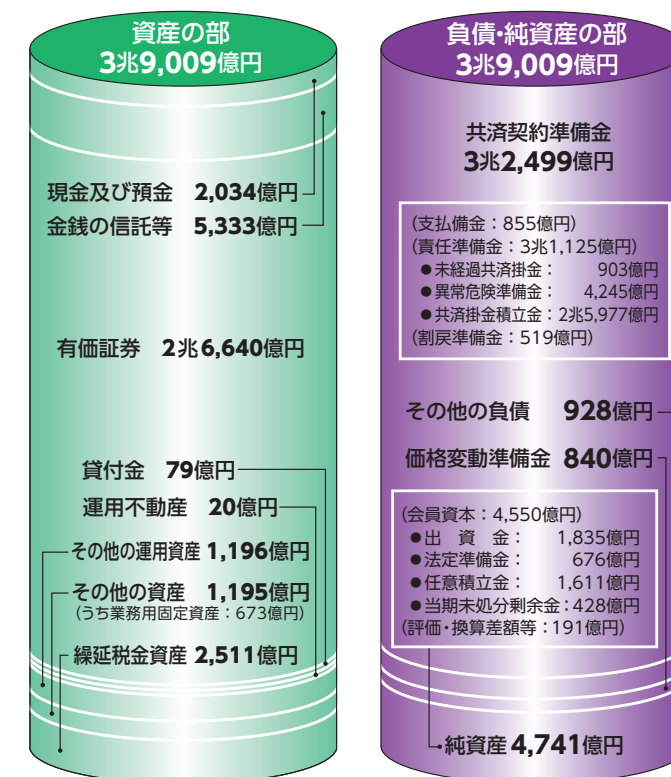 資産の部
3兆9,009億円
現金及び預金 2,034億円
金銭の信託等 5,333億円
有価証券 2兆6,640億円
貸付金 79億円
運用不動産 20億円
その他の運用資産 1,196億円
その他の資産 1,195億円
(うち業務用固定資産：673億円)
繰延税金資産 2,511億円
負債・純資産の部
3兆9,009億円
共済契約準備金
3兆2,499億円
(支払備金：855億円)
(責任準備金：3兆1,125億円)
●未経過共済掛金： 903億円
●異常危険準備金： 4,245億円
●共済掛金積立金：2兆5,977億円
(割戻準備金：519億円)
その他の負債 928億円
価格変動準備金 840億円
(会員資本：4,550億円)
●出 資 金： 1,835億円
●法定準備金： 676億円
●任意積立金： 1,611億円
●当期未処分剰余金：428億円
(評価・換算差額等：191億円)
純資産 4,741億円